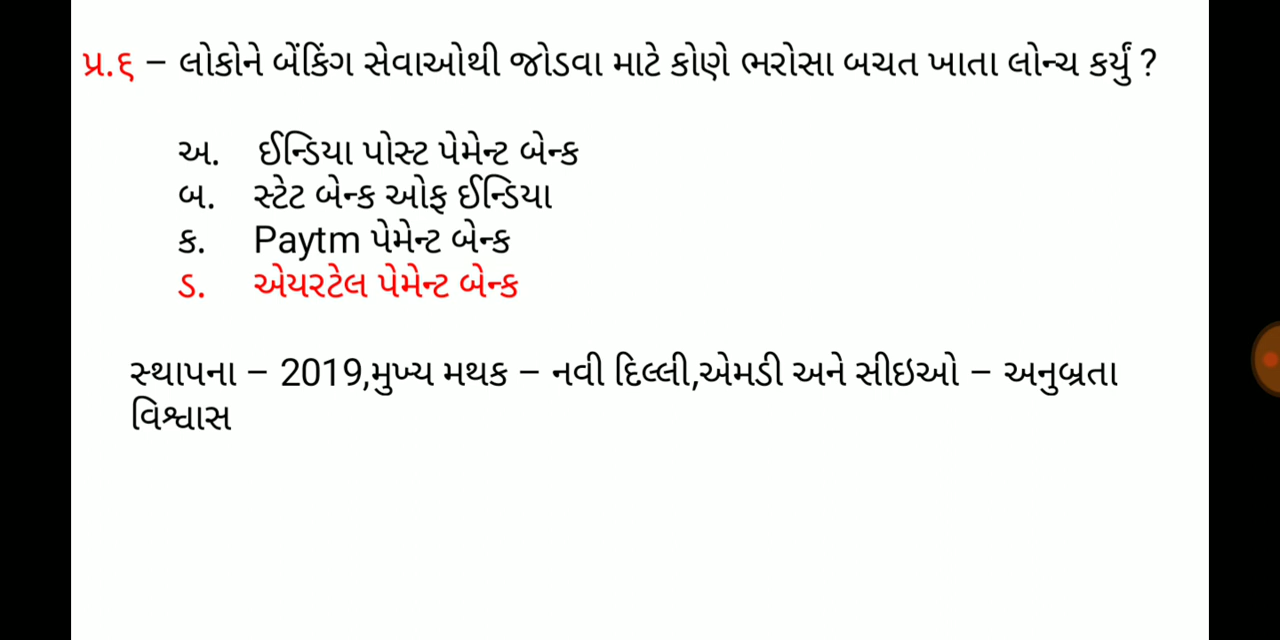 પ્ર.૬ – લોકોને બેંકિંગ સેવાઓથી જોડવા માટે કોણે ભરોસા બચત ખાતા લોન્ચ કર્યું ?
અ. ઈન્ડિયા પોસ્ટ પેમેન્ટ બેન્ક
બ. સ્ટેટ બેન્ક ઓફ ઈન્ડિયા
ક. Paytm પેમેન્ટ બેન્ક
ડ. એયરટેલ પેમેન્ટ બેન્ક
સ્થાપના – 2019,મુખ્ય મથક – નવી દિલ્લી,એમડી અને સીઇઓ – અનુબ્રતા
વિશ્વાસ